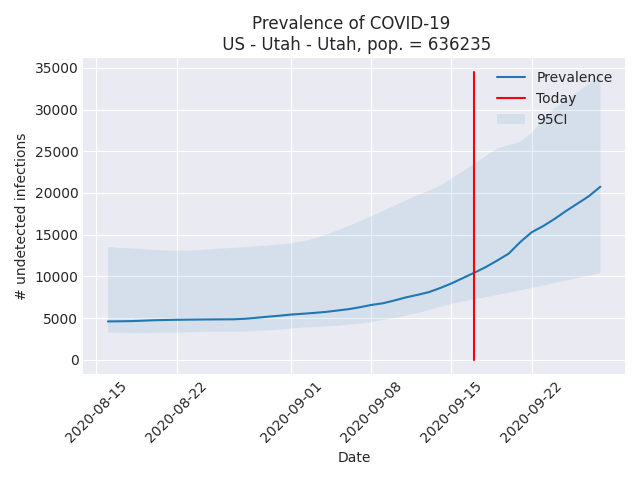 Prevalence of COVID-19
US - Utah - Utah, pop. = 636235
35000
30000
25000
20000
15000
10000
5000
0
# undetected infections
Prevalence
Today
95CI
2020-08-15
2020-08-22
2020-09-01
2020-09-08
2020-09-15
2020-09-22
Date